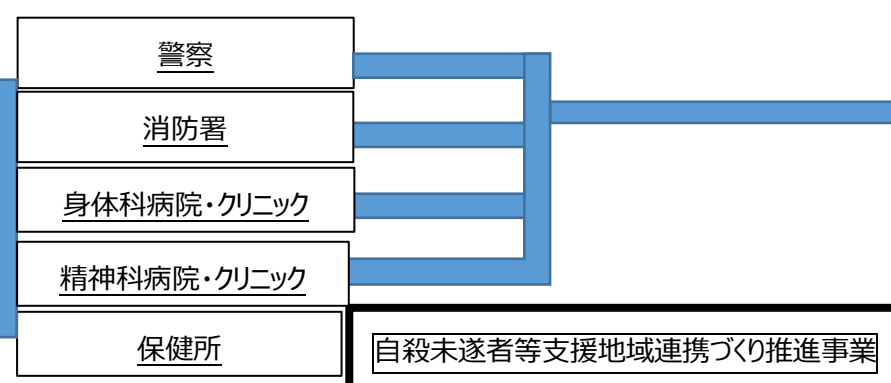 警察
消防署
身体科病院・クリニック
精神科病院・クリニック
保健所
自殺未遂者等支援地域連携づくり推進事業